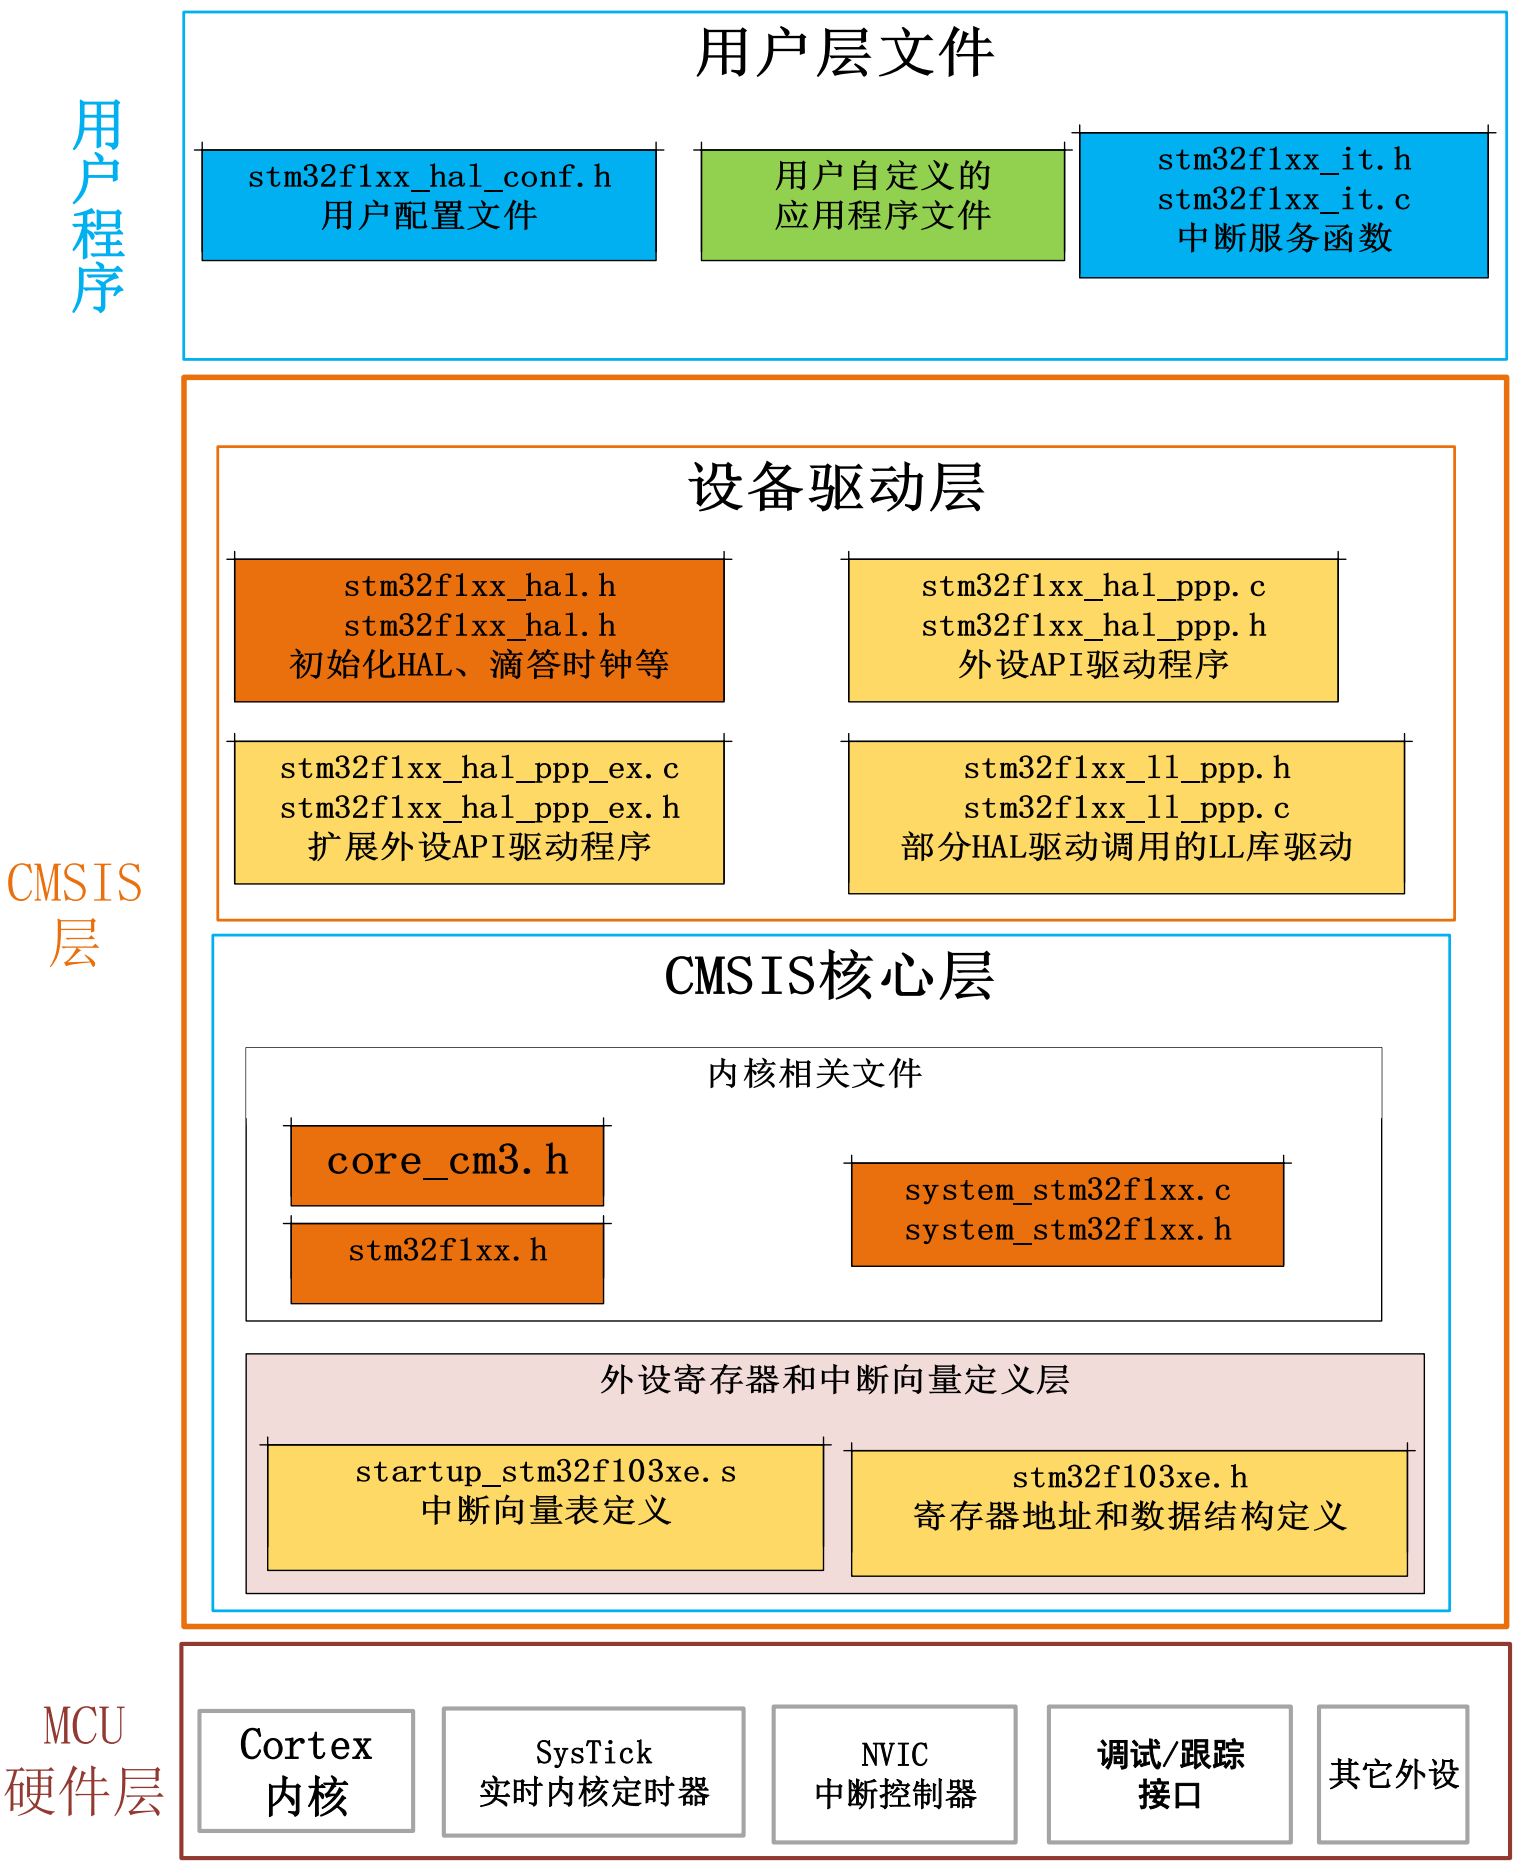 用户程序
用户层文件
stm32f1xx_hal_conf.h
用户配置文件
用户自定义的
应用程序文件
stm32f1xx_it.h
stm32f1xx_it.c
中断服务函数
CMSIS
层
设备驱动层
stm32f1xx_hal.h
stm32f1xx_hal.h
初始化HAL、滴答时钟等
stm32f1xx_hal_ppp.c
stm32f1xx_hal_ppp.h
外设API驱动程序
stm32f1xx_hal_ppp_ex.c
stm32f1xx_hal_ppp_ex.h
扩展外设API驱动程序
stm32f1xx_ll_ppp.h
stm32f1xx_ll_ppp.c
部分HAL驱动调用的LL库驱动
CMSIS核心层
内核相关文件
core_cm3.h
stm32f1xx.h
system_stm32f1xx.c
system_stm32f1xx.h
外设寄存器和中断向量定义层
startup_stm32f103xe.s
中断向量表定义
stm32f103xe.h
寄存器地址和数据结构定义
MCU
硬件层
Cortex
内核
SysTick
实时内核定时器
NVIC
中断控制器
调试/跟踪
接口
其它外设